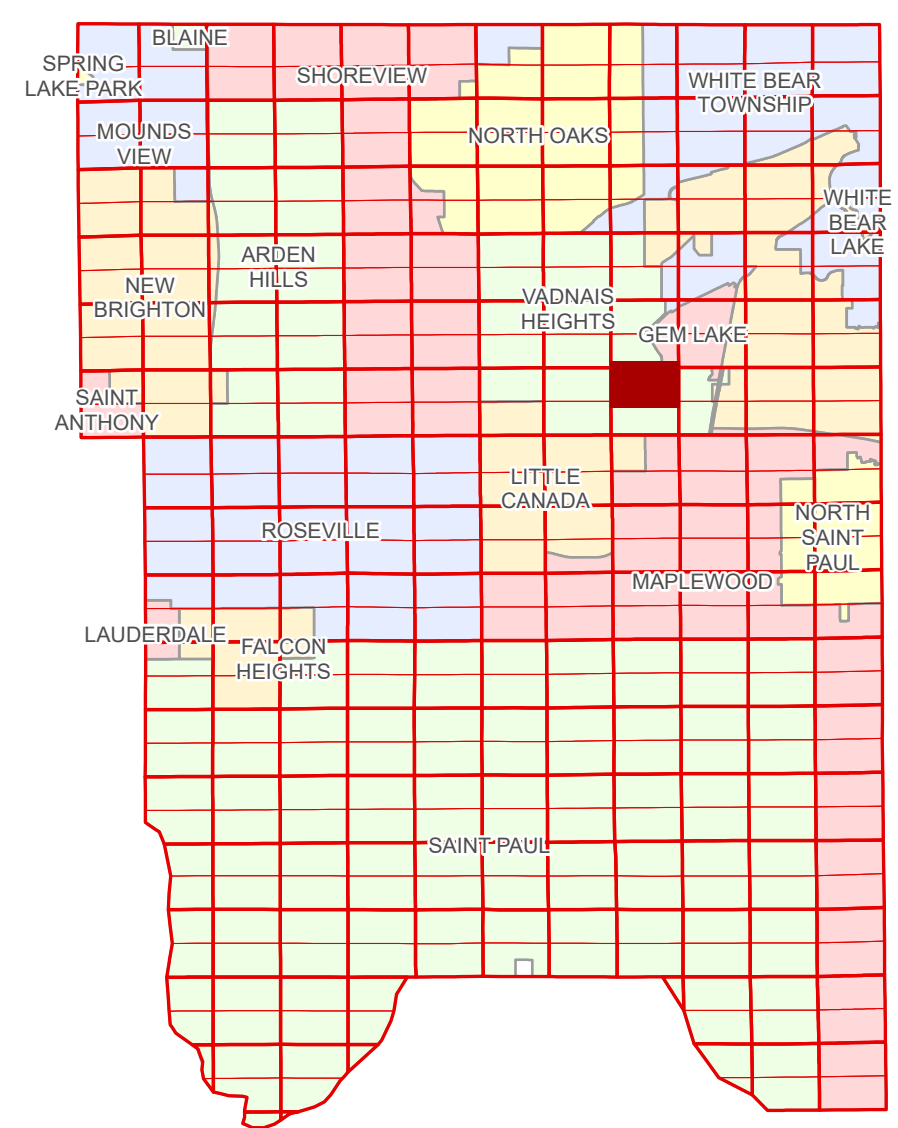 BLAINE
SPRING
LAKE PARK
SHOREVIEW
WHITE BEAR
TOWNSHIP
MOUNDS
VIEW
NORTH OAKS
WHITE
BEAR
LAKE
ARDEN
HILLS
NEW
BRIGHTON
VADNAIS
HEIGHTS
GEM LAKE
SAINT
ANTHONY
LITTLE
CANADA
ROSEVILLE
NORTH
SAINT
PAUL
MAPLEWOOD
LAUDERDALE
FALCON
HEIGHTS
SAINT PAUL